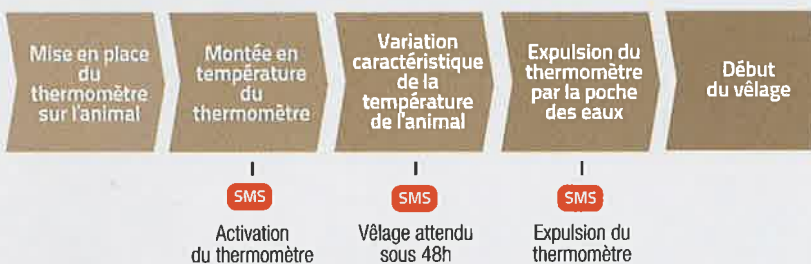 Mise en place
du
thermomètre
sur l'animal
Montée en
température
du
thermomètre
Variation
caractéristique
de la
température
de l'animal
Expulsion du
thermomètre
par la poche
des eaux
Début
du vêlage
SMS
Activation
du thermomètre
SMS
Vêlage attendu
sous 48h
SMS
Expulsion du
thermomètre